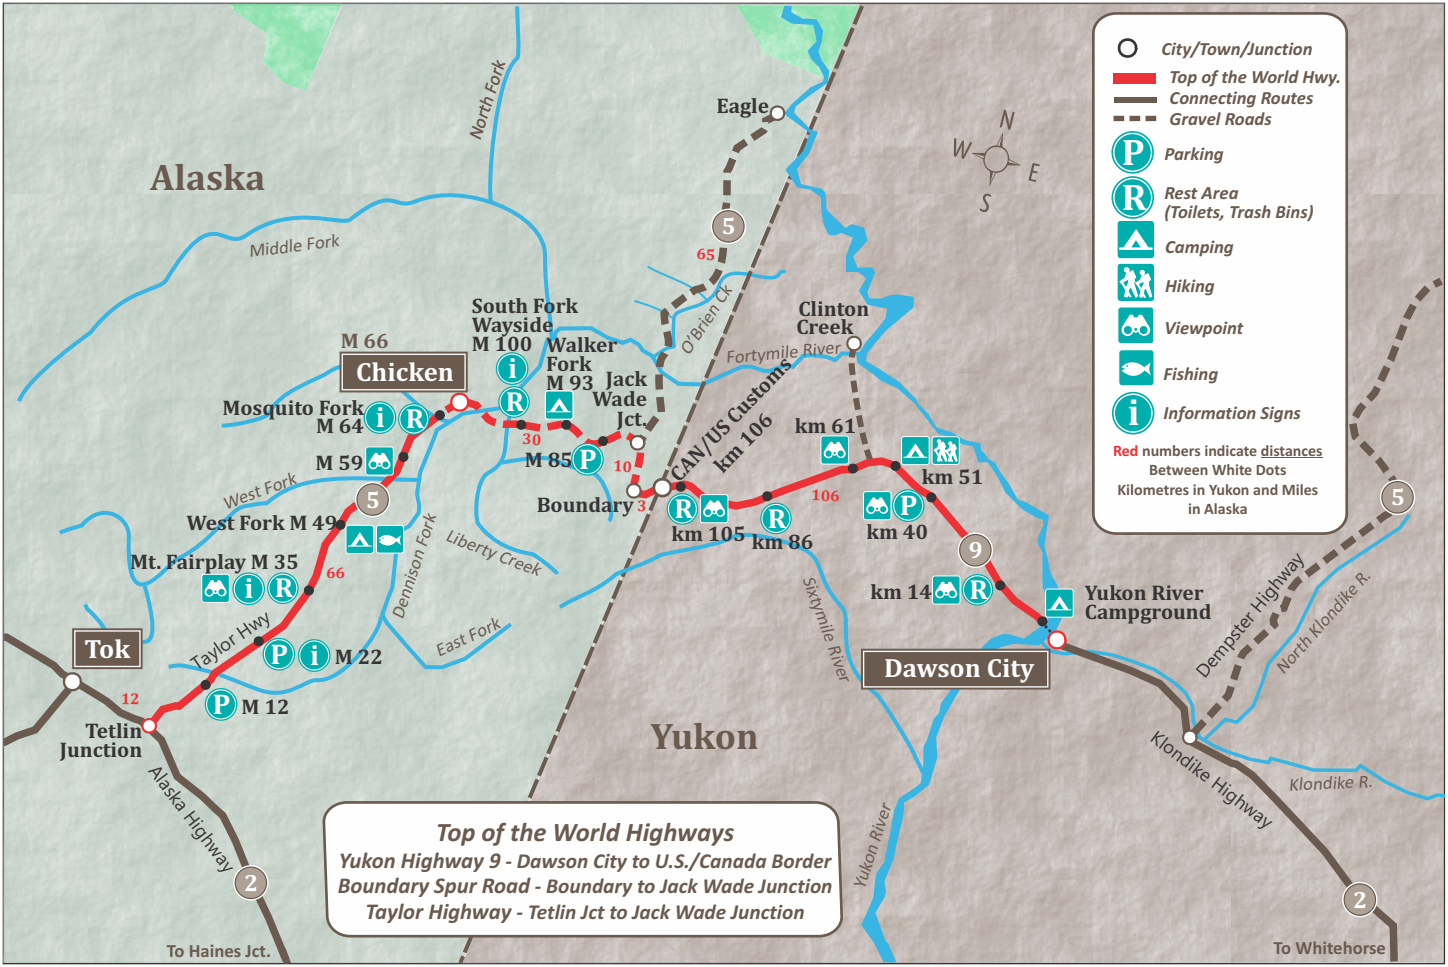 Alaska
North Fork
Middle Fork
Eagle
5
65
O'Brien Ck
N
W
E
S
City/Town/Junction
Top of the World Hwy.
Connecting Routes
Gravel Roads
P
Parking
R
Rest Area
(Toilets, Trash Bins)
Camping
Hiking
Viewpoint
Fishing
i
Information Signs
Red numbers indicate distances
Between White Dots
Kilometres in Yukon and Miles
in Alaska
Clinton
Creek
Fortymile River
South Fork
Wayside
M 100
i
R
Walker
Fork
M 93
Jack
Wade
Jct.
M 66
Chicken
Mosquito Fork
M 64
i
R
30
M 85
P
10
M 59
West Fork
5
West Fork M 49
Boundary
3
CAN/US Customs
km 106
R
km 105
R
km 86
106
km 61
km 51
P
km 40
9
km 14
R
Yukon River
Campground
Dawson City
Mt. Fairplay M 35
i
R
66
Dennison Fork
Liberty Creek
East Fork
Sixtymile River
Taylor Hwy
P
i
M 22
P
M 12
Tok
12
Tetlin
Junction
Alaska Highway
2
To Haines Jct.
Yukon
Yukon River
5
Dempster Highway
North Klondike R.
Klondike Highway
Klondike R.
2
To Whitehorse
Top of the World Highways
Yukon Highway 9 - Dawson City to U.S./Canada Border
Boundary Spur Road - Boundary to Jack Wade Junction
Taylor Highway - Tetlin Jct to Jack Wade Junction